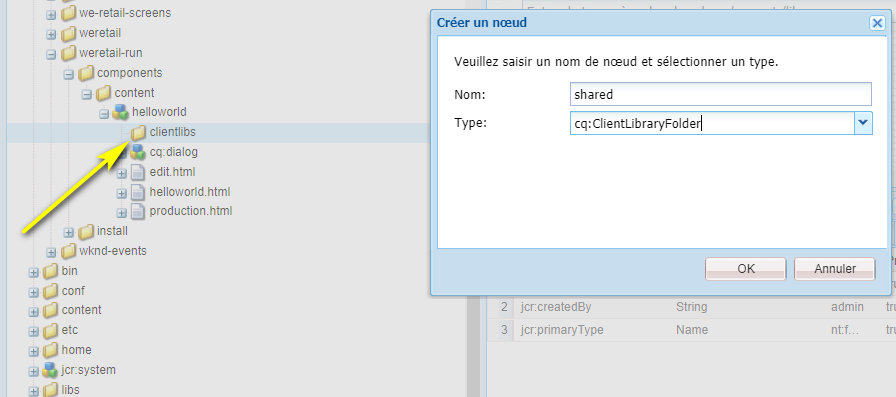 we-retail-screens
weretail
weretail-run
components
content
helloworld
clientlibs
cq:dialog
edit.html
helloworld.html
production.html
install
wknd-events
bin
conf
content
etc
home
jcr:system
libs
Créer un nœud
Veuillez saisir un nom de nœud et sélectionner un type.
Nom: shared
Type: cq:ClientLibraryFolder
OK Annuler
2 jcr:createdBy String admin tru
3 jcr:primaryType Name nt:f... tru